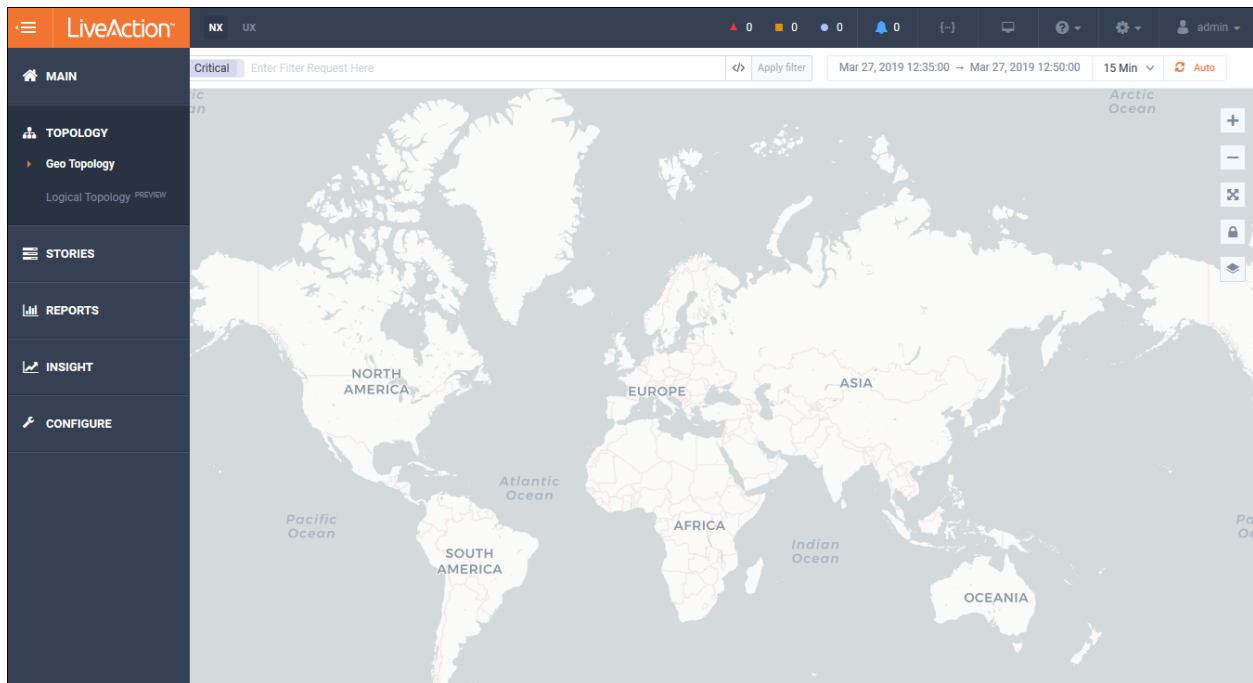 LiveAction™
NX UX
0 0 0 0 {···} admin
MAIN
TOPOLOGY
Geo Topology
Logical Topology PREVIEW
STORIES
REPORTS
INSIGHT
CONFIGURE
Critical Enter Filter Request Here </> Apply filter Mar 27, 2019 12:35:00 → Mar 27, 2019 12:50:00 15 Min Auto
Arctic
Ocean
NORTH
AMERICA
EUROPE
ASIA
Atlantic
Ocean
Pacific
Ocean
AFRICA
Indian
Ocean
SOUTH
AMERICA
OCEANIA